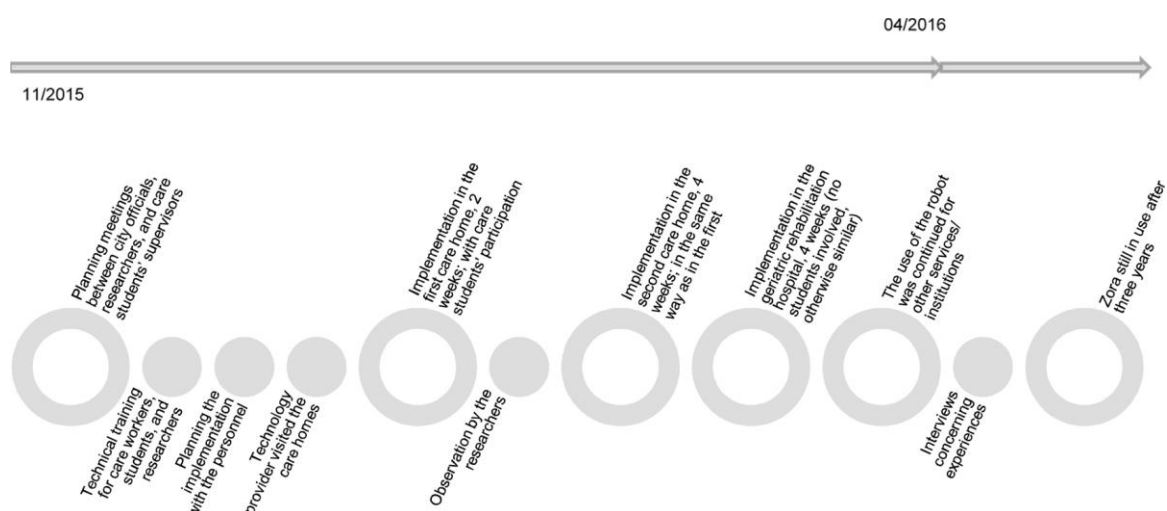 04/2016
11/2015
Planning meetings
between city officials,
researchers, and care
students' supervisors
Technical training
for care workers,
students, and
researchers
Planning the
implementation
with the personnel
Technology
provider visited the
care homes
Implementation in the
first care home, 2
weeks; with care
students' participation
Observation by the
researchers
Implementation in the
second care home, 4
weeks; in the same
way as in the first
Implementation in the
geriatric rehabilitation
hospital, 4 weeks (no
students involved,
otherwise similar)
The use of the robot
was continued for
other services/
institutions
Interviews
concerning
experiences
Zora still in use after
three years